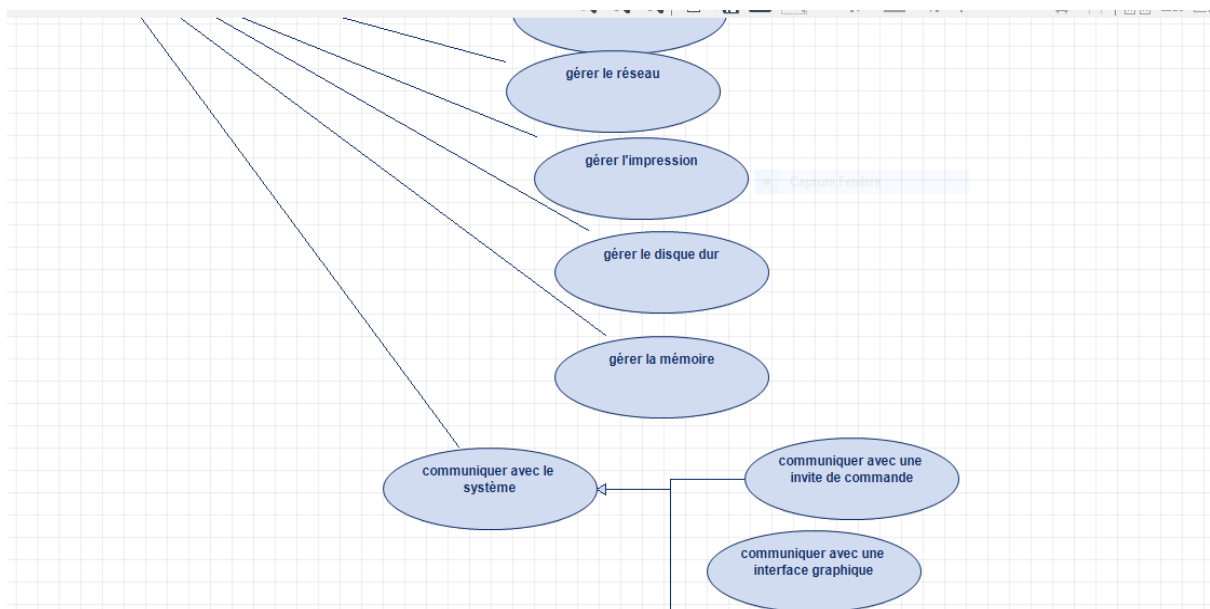 gérer le réseau
gérer l'impression
Capture Fenêtre
gérer le disque dur
gérer la mémoire
communiquer avec le
système
communiquer avec une
invite de commande
communiquer avec une
interface graphique